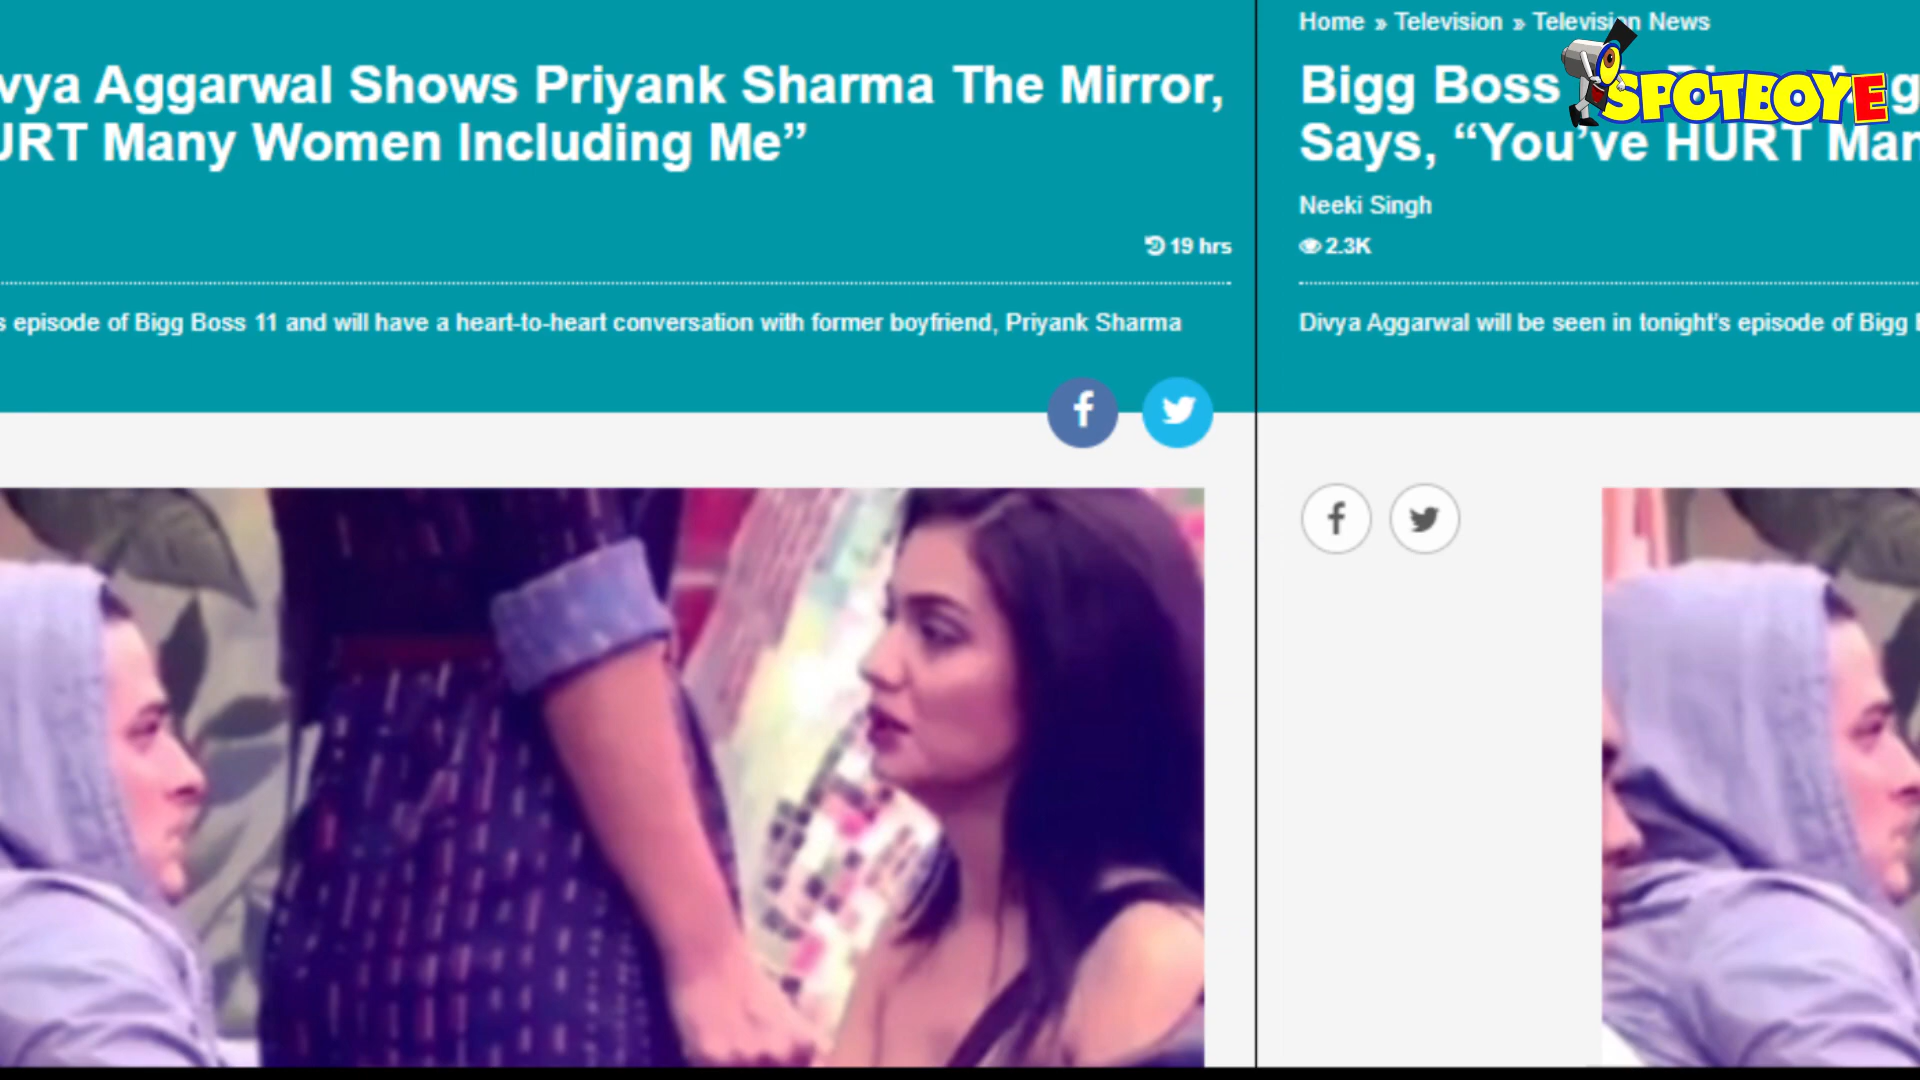 vya Aggarwal Shows Priyank Sharma The Mirror,
URT Many Women Including Me”
19 hrs
s episode of Bigg Boss 11 and will have a heart-to-heart conversation with former boyfriend, Priyank Sharma
Home » Television » Television News
Bigg Boss
Says, “You’ve HURT Man
SPOTBOYE
Neeki Singh
2.3K
Divya Aggarwal will be seen in tonight’s episode of Bigg